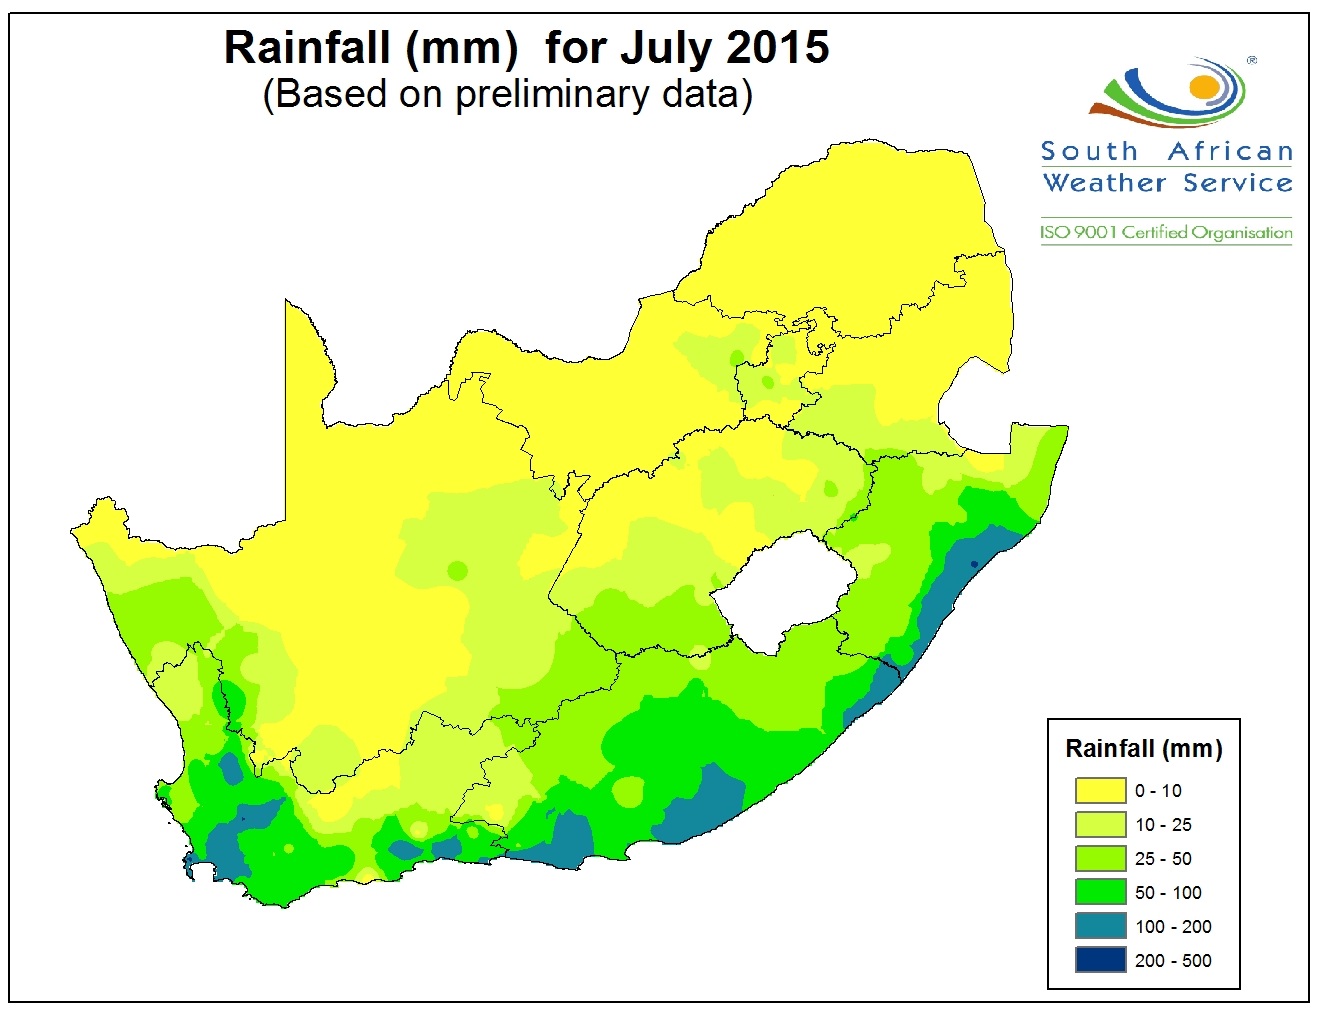 Rainfall (mm)  for July 2015
(Based on preliminary data)
®
South African
Weather Service
ISO 9001 Certified Organisation
Rainfall (mm)
0 - 10
10 - 25
25 - 50
50 - 100
100 - 200
200 - 500